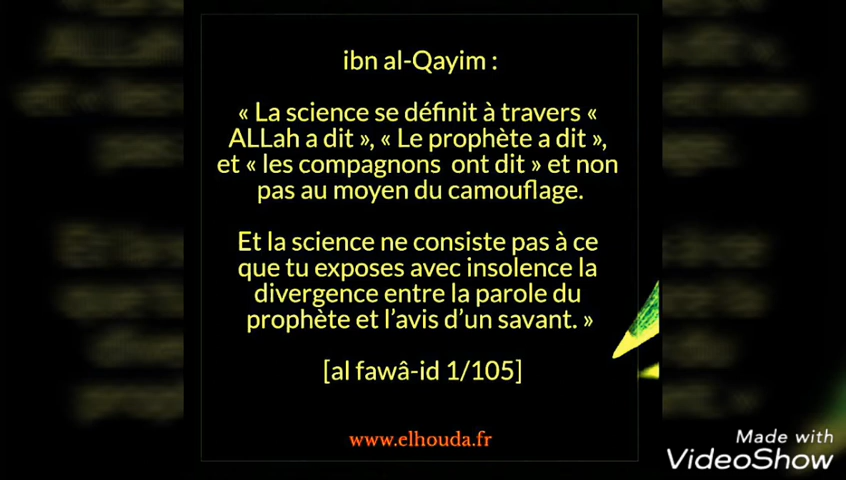 ibn al-Qayim :
« La science se définit à travers «
ALLah a dit », « Le prophète a dit »,
et « les compagnons ont dit » et non
pas au moyen du camouflage.
Et la science ne consiste pas à ce
que tu exposes avec insolence la
divergence entre la parole du
prophète et l'avis d'un savant. »
[al fawâ-id 1/105]
www.elhouda.fr
Made with
VideoShow